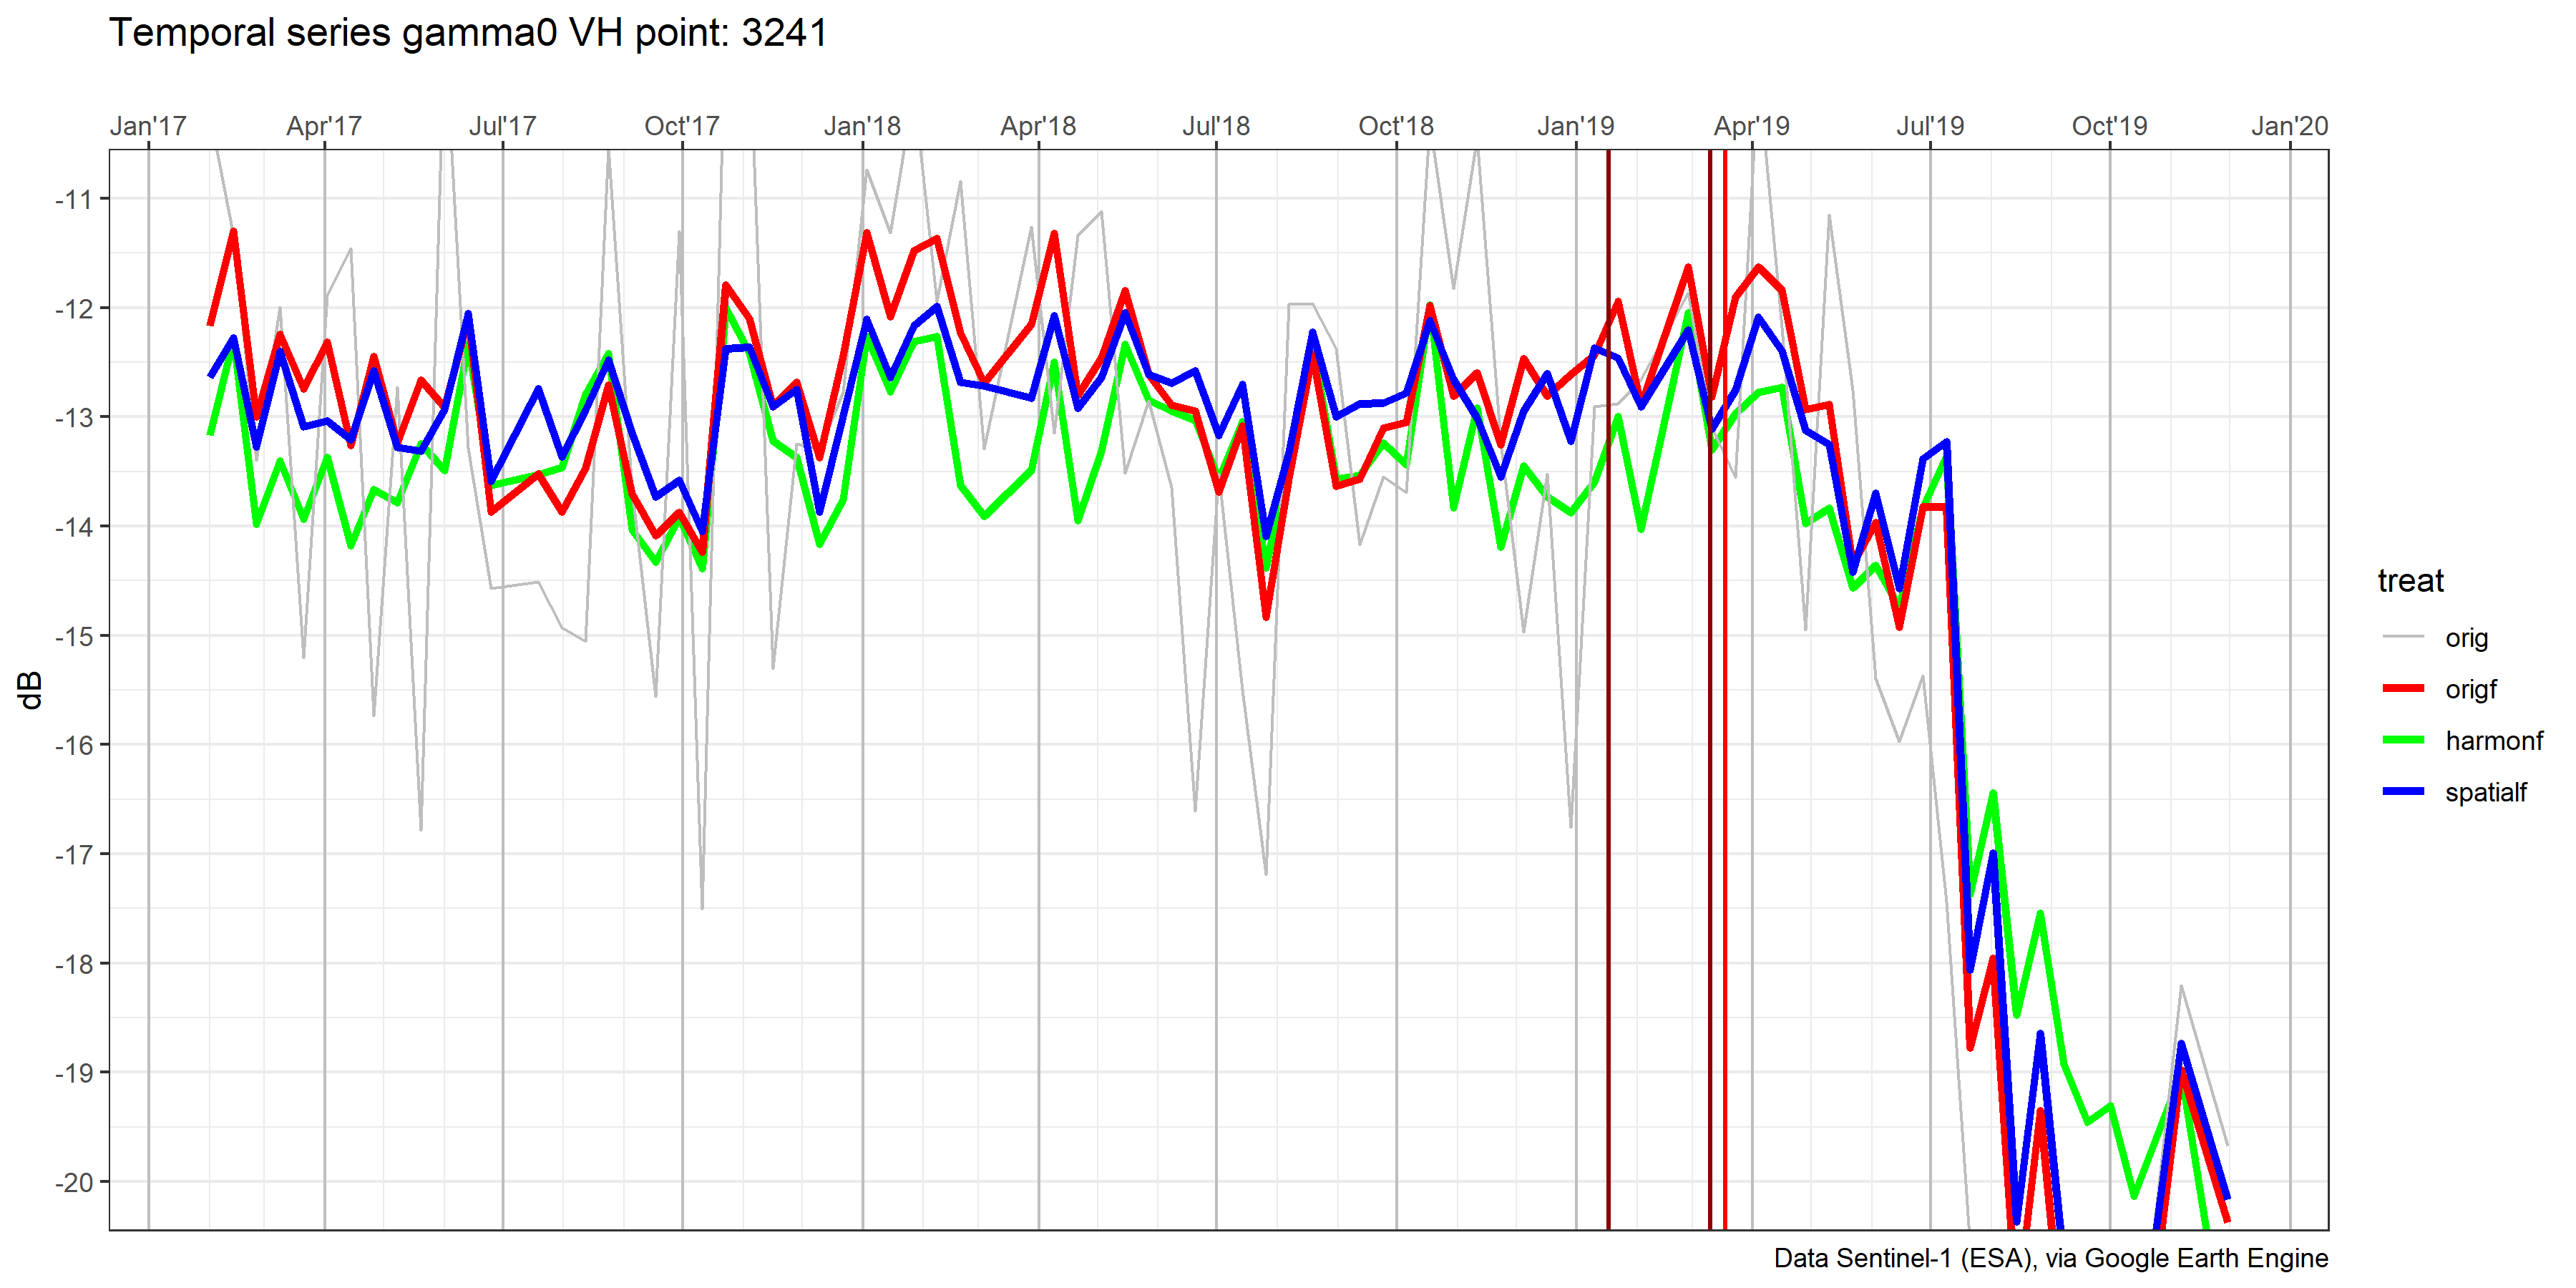 Temporal series gamma0 VH point: 3241
Jan'17 Apr'17 Jul'17 Oct'17 Jan'18 Apr'18 Jul'18 Oct'18 Jan'19 Apr'19 Jul'19 Oct'19 Jan'20
-11
-12
-13
-14
-15
-16
-17
-18
-19
-20
dB
treat
orig
origf
harmonf
spatialf
Data Sentinel-1 (ESA), via Google Earth Engine